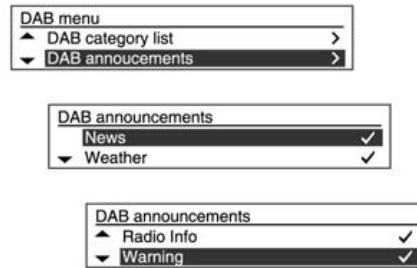 DAB menu
DAB category list
DAB annoucements
DAB announcements
News
Weather
DAB announcements
Radio Info
Warning